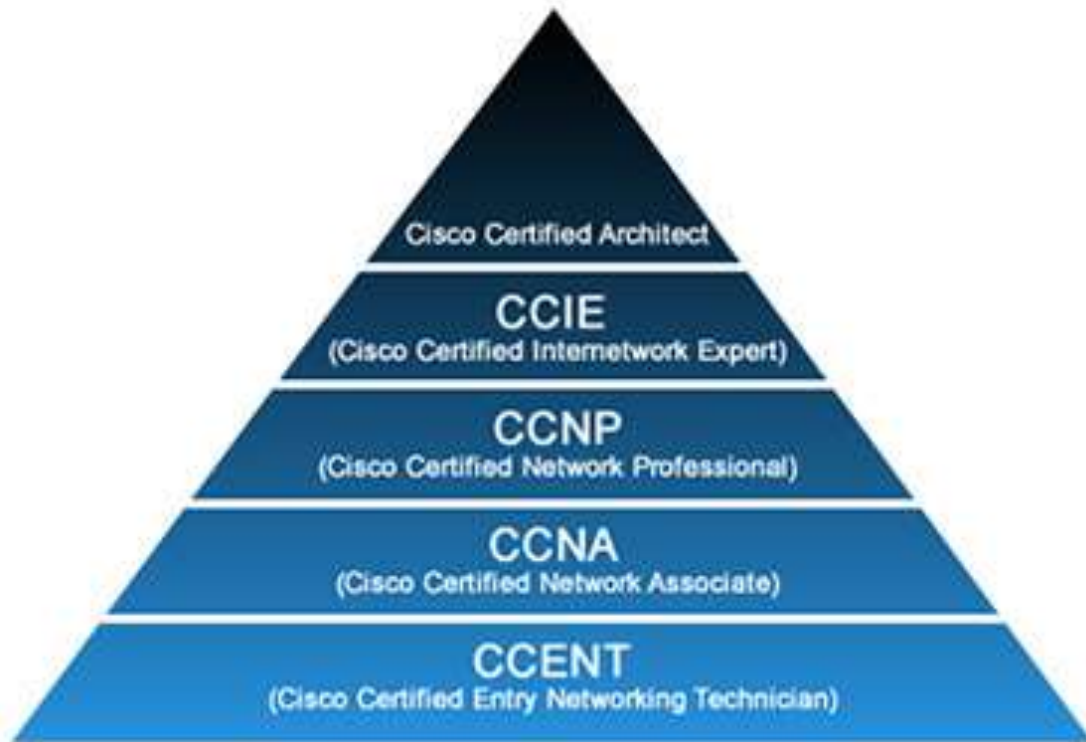 Cisco Certified Architect
CCIE
(Cisco Certified Internetwork Expert)
CCNP
(Cisco Certified Network Professional)
CCNA
(Cisco Certified Network Associate)
CCENT
(Cisco Certified Entry Networking Technician)